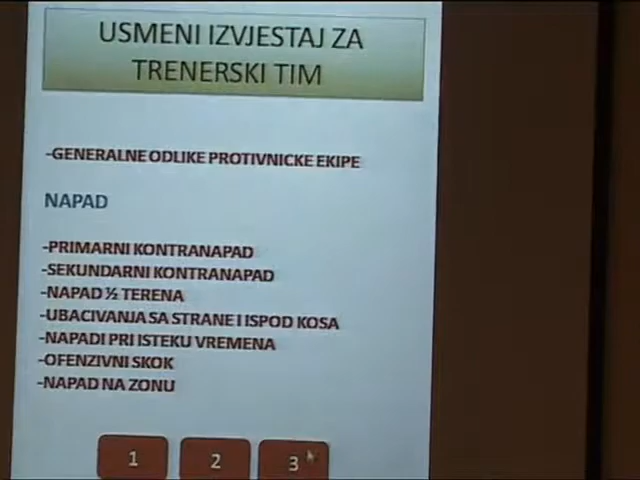 USMENI IZVJESTAJ ZA
TRENERSKI TIM
-GENERALNE ODLIKE PROTIVNICKE EKIPE
NAPAD
-PRIMARNI KONTRANAPAD
-SEKUNDARNI KONTRANAPAD
-NAPAD ½ TERENA
-UBACIVANJA SA STRANE I ISPOD KOSA
-NAPADI PRI ISTEKU VREMENA
-OFENZIVNI SKOK
-NAPAD NA ZONU
1 2 3